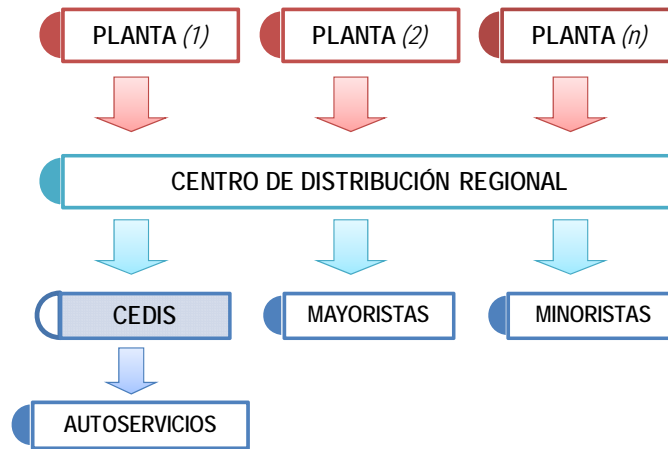 PLANTA (1)
PLANTA (2)
PLANTA (n)
CENTRO DE DISTRIBUCIÓN REGIONAL
CEDIS
MAYORISTAS
MINORISTAS
AUTOSERVICIOS